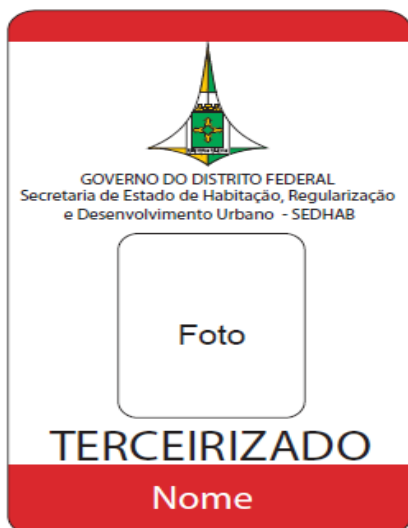 GOVERNO DO DISTRITO FEDERAL
Secretaria de Estado de Habitação, Regularização
e Desenvolvimento Urbano - SEDHAB
Foto
TERCEIRIZADO
Nome